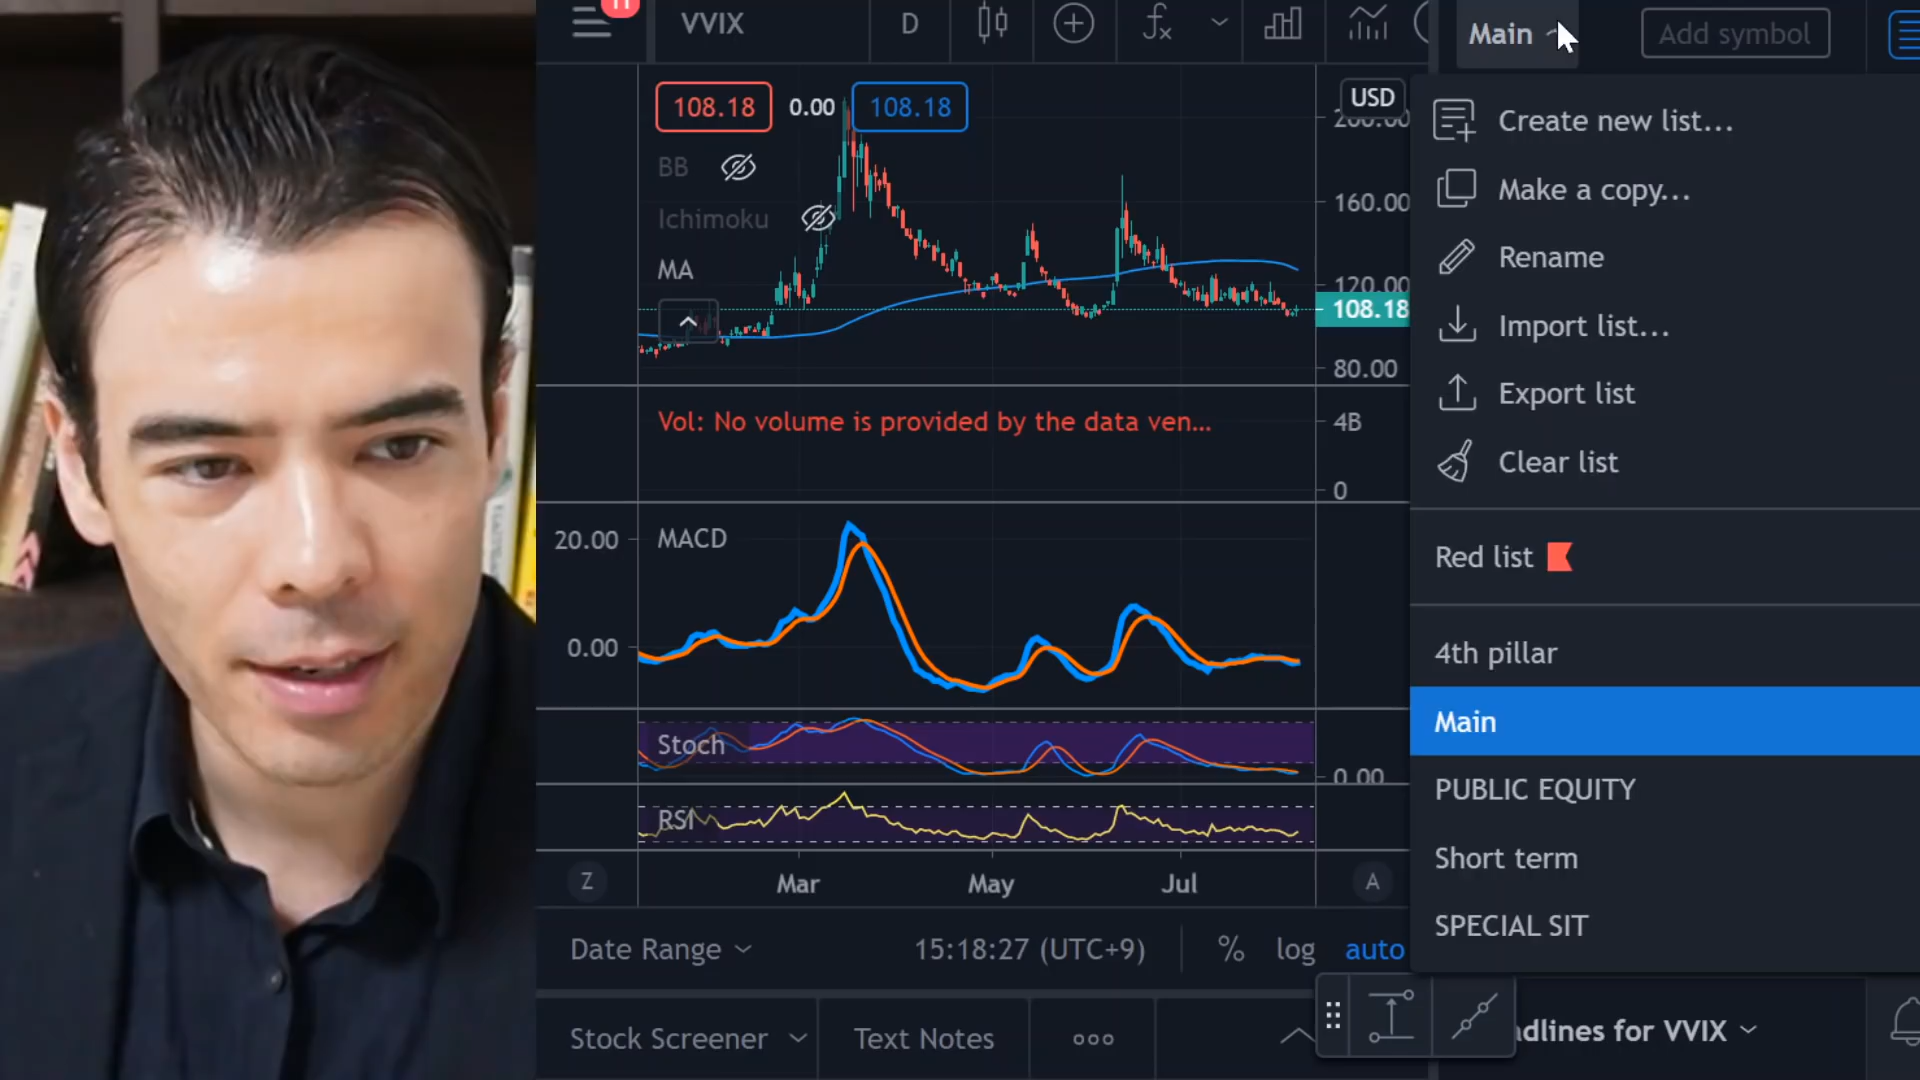 11
VVIX
D
Main
Add symbol
108.18
0.00
108.18
USD
BB
Ichimoku
MA
200.00
160.00
120.00
108.18
80.00
Vol: No volume is provided by the data ven...
4B
0
MACD
20.00
0.00
Stoch
0.00
RSI
Mar
May
Jul
Z
A
Date Range
15:18:27 (UTC+9)
%
log
auto
Stock Screener
Text Notes
Create new list...
Make a copy...
Rename
Import list...
Export list
Clear list
Red list
4th pillar
Main
PUBLIC EQUITY
Short term
SPECIAL SIT
adlines for VVIX